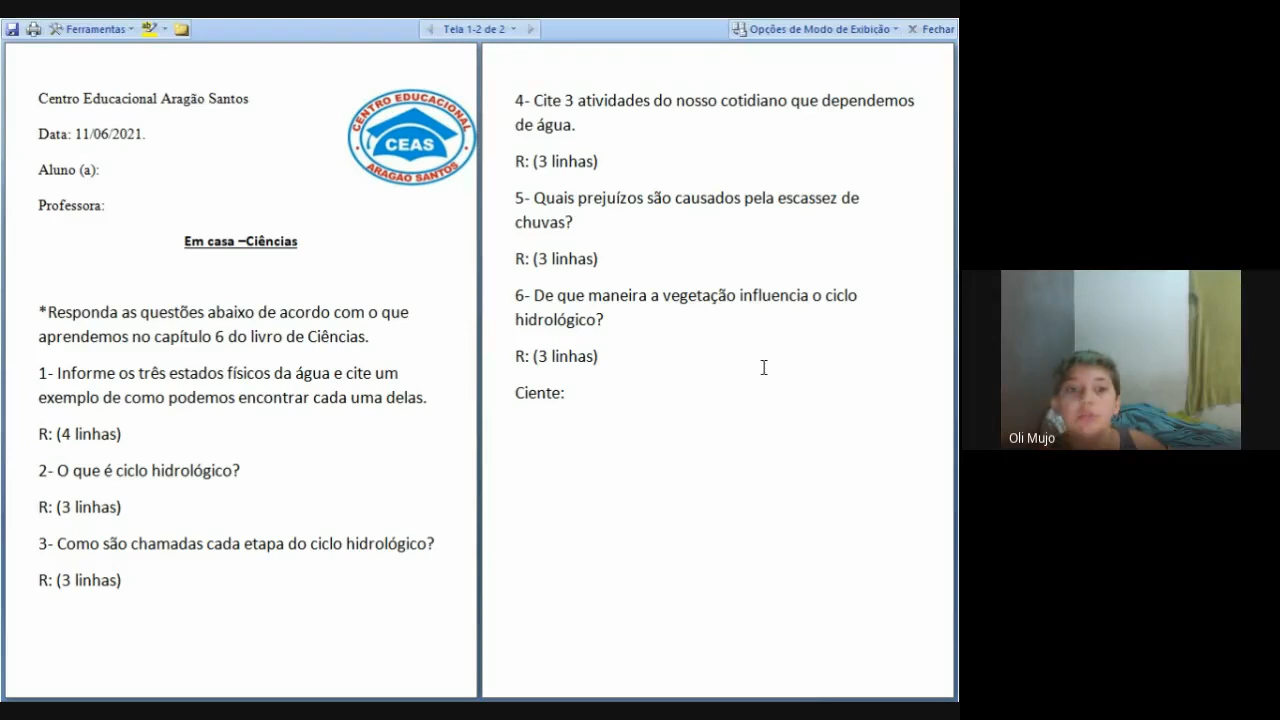 Ferramentas
Tela 1-2 de 2
Opções de Modo de Exibição
Fechar
Centro Educacional Aragão Santos
Data: 11/06/2021.
Aluno (a):
Professora:
CENTRO EDUCACIONAL
CEAS
ARAGÃO SANTOS
Em casa –Ciências
*Responda as questões abaixo de acordo com o que
aprendemos no capítulo 6 do livro de Ciências.
1- Informe os três estados físicos da água e cite um
exemplo de como podemos encontrar cada uma delas.
R: (4 linhas)
2- O que é ciclo hidrológico?
R: (3 linhas)
3- Como são chamadas cada etapa do ciclo hidrológico?
R: (3 linhas)
4- Cite 3 atividades do nosso cotidiano que dependemos
de água.
R: (3 linhas)
5- Quais prejuízos são causados pela escassez de
chuvas?
R: (3 linhas)
6- De que maneira a vegetação influencia o ciclo
hidrológico?
R: (3 linhas)
Ciente:
Oli Mujo